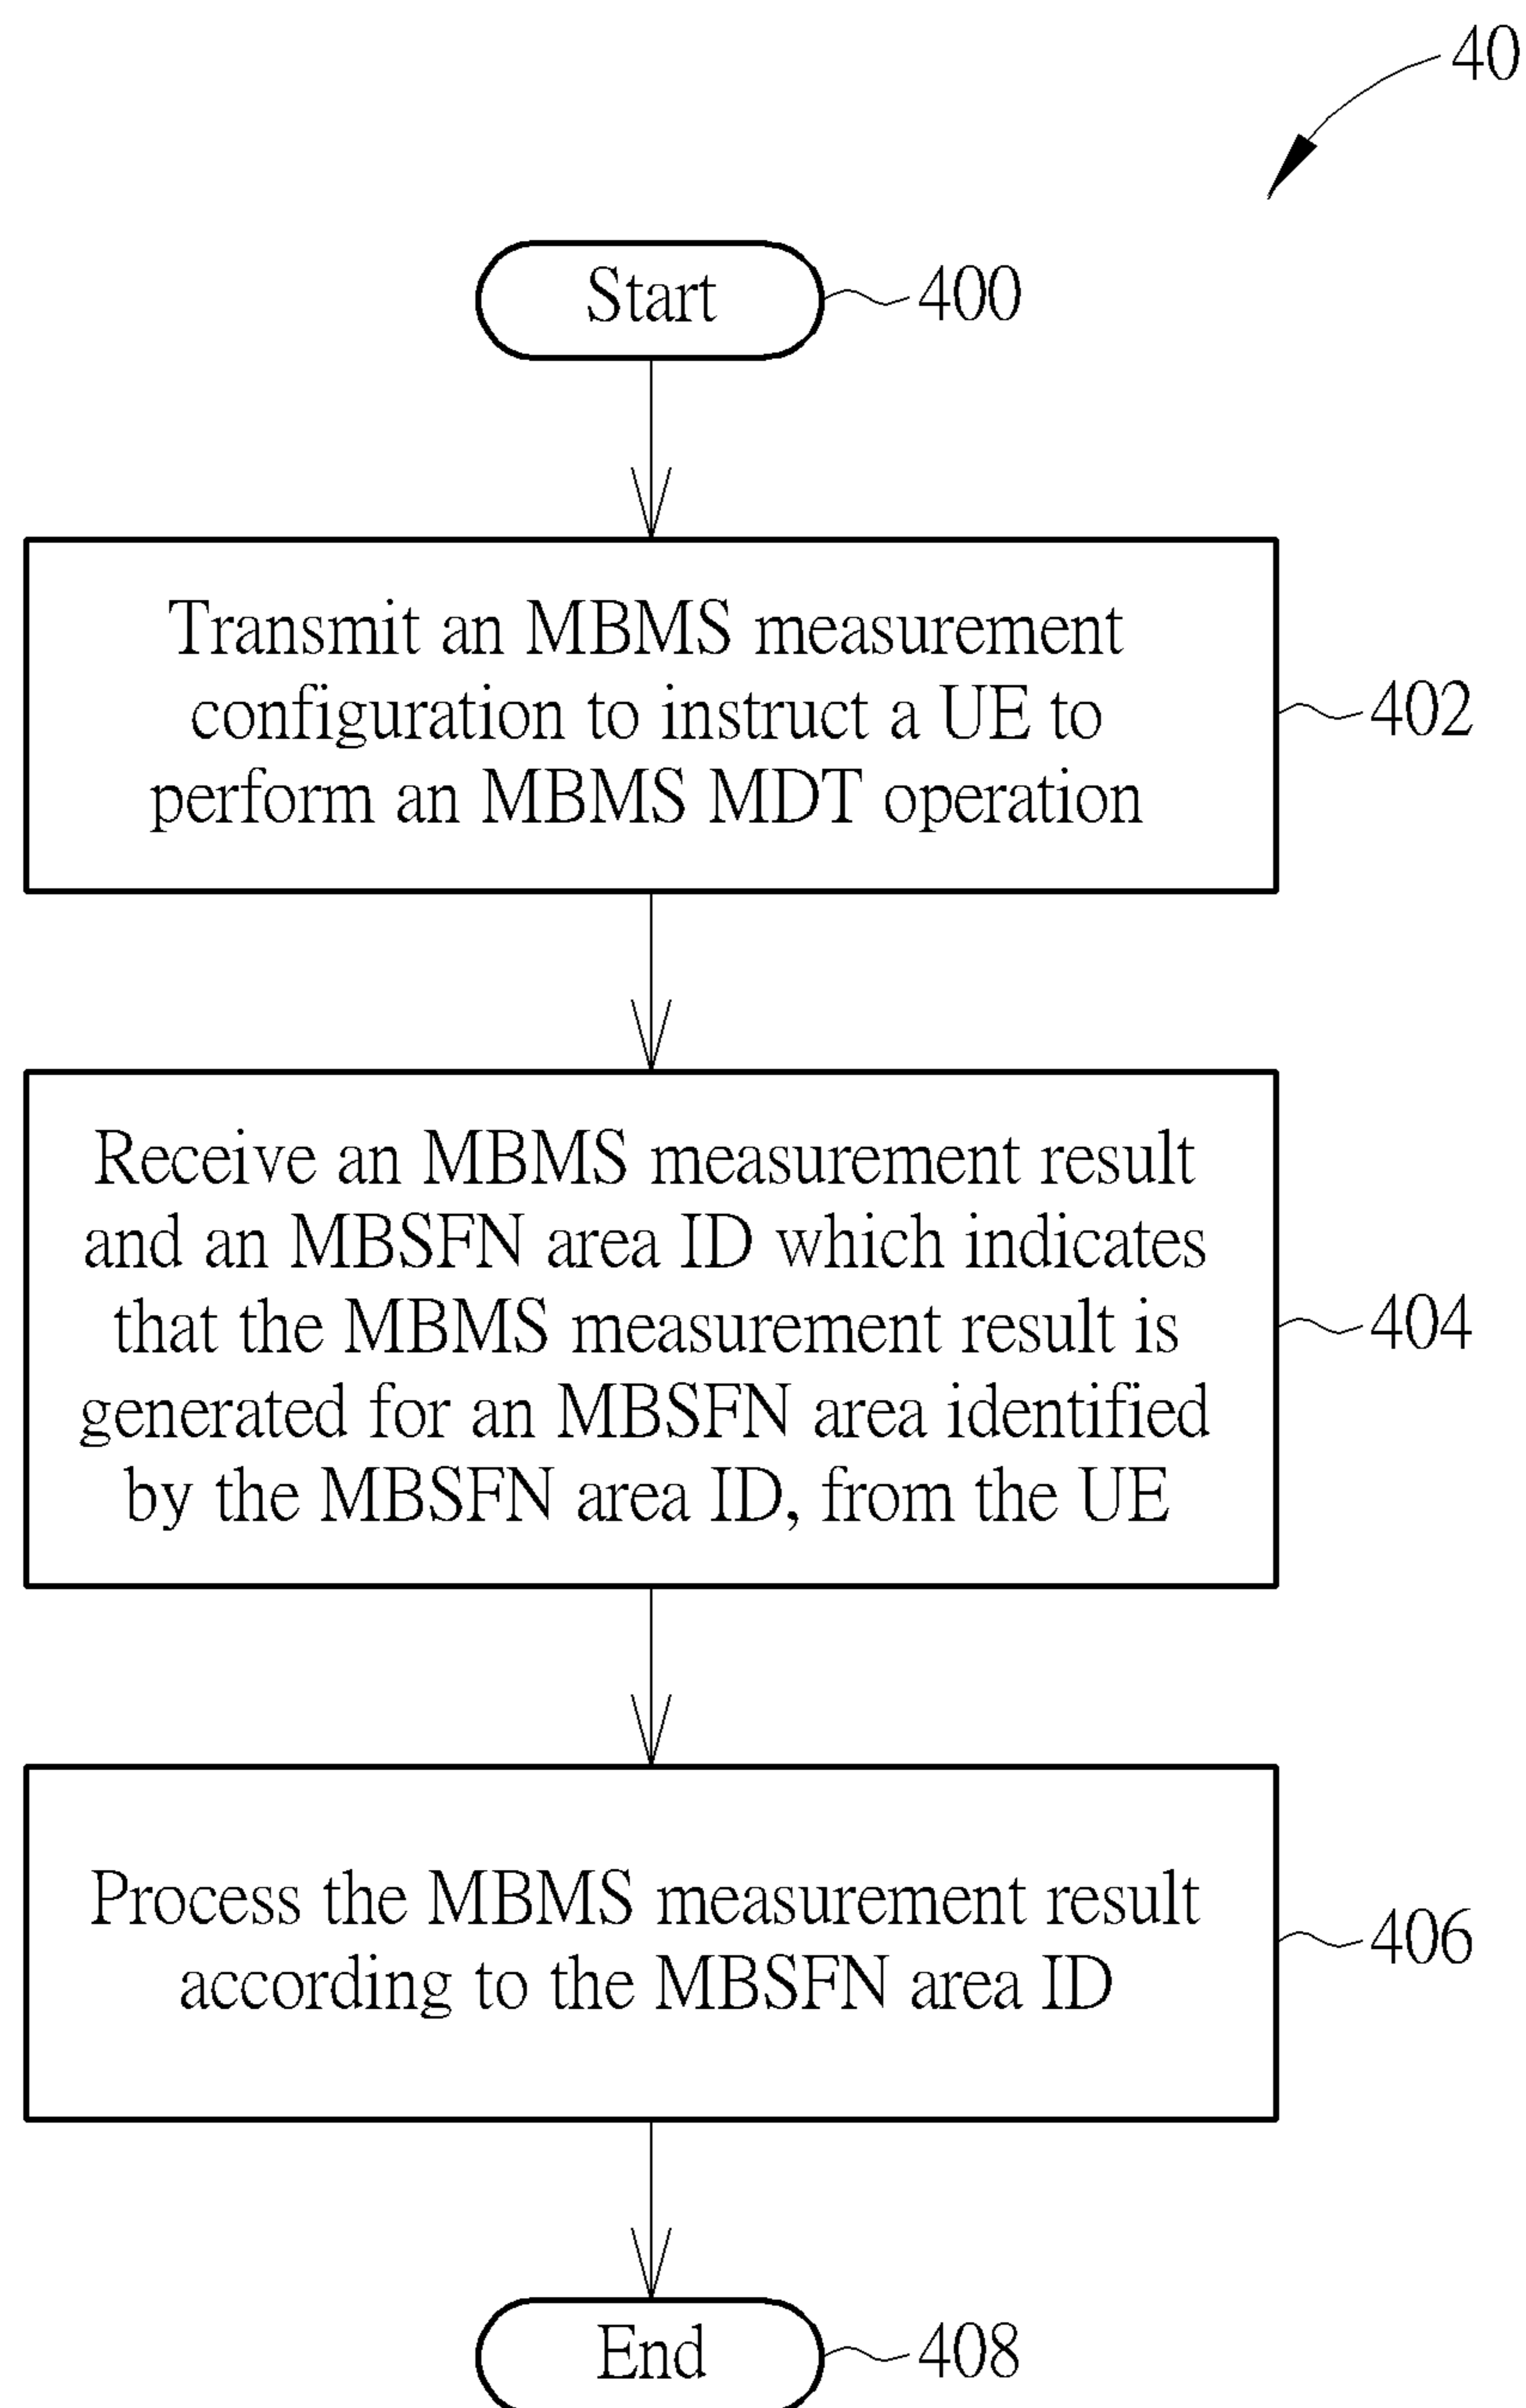 40
Start
400
Transmit an MBMS measurement
configuration to instruct a UE to
perform an MBMS MDT operation
402
Receive an MBMS measurement result
and an MBSFN area ID which indicates
that the MBMS measurement result is
generated for an MBSFN area identified
by the MBSFN area ID, from the UE
404
Process the MBMS measurement result
according to the MBSFN area ID
406
End
408